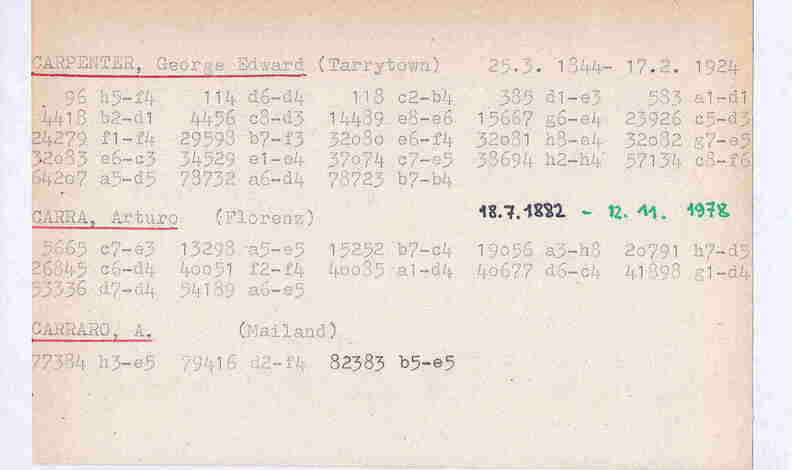 CARPENTER, George Edward (Tarrytown) 25.3. 1844- 17.2. 1924
96 h5-f4 114 d6-d4 118 c2-b4 385 d1-e3 583 a1-d1
4418 b2-d1 4456 c8-d3 14489 e8-e6 15667 g6-e4 23926 c5-d3
24279 f1-f4 29598 b7-f3 32080 e6-f4 32081 h8-e4 32082 g7-e5
32083 e6-c3 34529 e1-e4 37074 c7-e5 38694 h2-h4 57134 c8-f6
64207 a5-d5 78732 a6-d4 78723 b7-b4
CARRA, Arturo (Florenz) 18.7.1882 - 12. 11. 1978
5665 c7-e3 13298 a5-e5 15252 b7-c4 19056 a3-h8 20791 h7-d5
26845 c6-d4 40051 f2-f4 40085 a1-d4 40677 d6-c4 41898 g1-d4
53336 d7-d4 54189 a6-e5
CARRARO, A. (Mailand)
77384 h3-e5 79416 d2-f4 82383 b5-e5